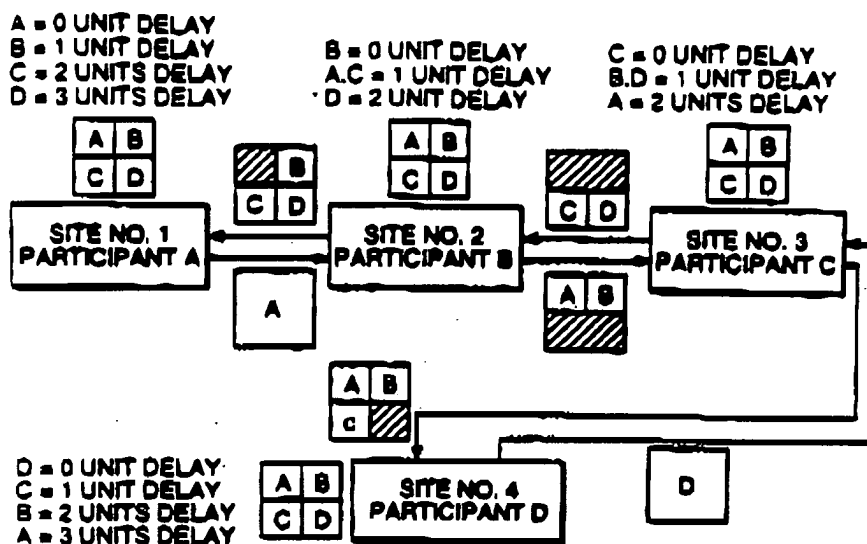 A = 0 UNIT DELAY
B = 1 UNIT DELAY
C = 2 UNITS DELAY
D = 3 UNITS DELAY
B = 0 UNIT DELAY
A.C = 1 UNIT DELAY
D = 2 UNIT DELAY
C = 0 UNIT DELAY
B.D = 1 UNIT DELAY
A = 2 UNITS DELAY
A B
C D
B
C D
A B
C D
C D
A B
C D
SITE NO. 1
PARTICIPANT A
SITE NO. 2
PARTICIPANT B
SITE NO. 3
PARTICIPANT C
A
A B
A B
C
D = 0 UNIT DELAY
C = 1 UNIT DELAY
B = 2 UNITS DELAY
A = 3 UNITS DELAY
A B
C D
SITE NO. 4
PARTICIPANT D
D